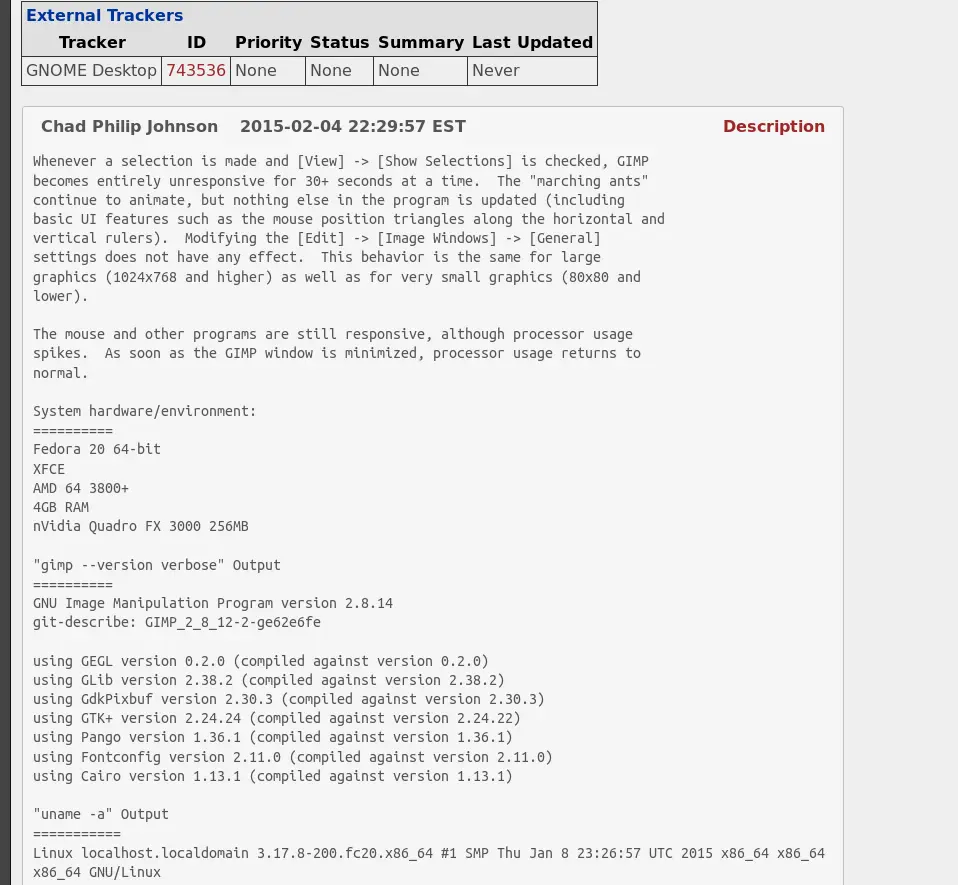 External Trackers
Tracker ID Priority Status Summary Last Updated
GNOME Desktop 743536 None None None Never
Chad Philip Johnson 2015-02-04 22:29:57 EST Description
Whenever a selection is made and [View] -> [Show Selections] is checked, GIMP
becomes entirely unresponsive for 30+ seconds at a time.  The "marching ants"
continue to animate, but nothing else in the program is updated (including
basic UI features such as the mouse position triangles along the horizontal and
vertical rulers).  Modifying the [Edit] -> [Image Windows] -> [General]
settings does not have any effect.  This behavior is the same for large
graphics (1024x768 and higher) as well as for very small graphics (80x80 and
lower).
The mouse and other programs are still responsive, although processor usage
spikes.  As soon as the GIMP window is minimized, processor usage returns to
normal.
System hardware/environment:
==========
Fedora 20 64-bit
XFCE
AMD 64 3800+
4GB RAM
nVidia Quadro FX 3000 256MB
"gimp --version verbose" Output
==========
GNU Image Manipulation Program version 2.8.14
git-describe: GIMP_2_8_12-2-ge62e6fe
using GEGL version 0.2.0 (compiled against version 0.2.0)
using GLib version 2.38.2 (compiled against version 2.38.2)
using GdkPixbuf version 2.30.3 (compiled against version 2.30.3)
using GTK+ version 2.24.24 (compiled against version 2.24.22)
using Pango version 1.36.1 (compiled against version 1.36.1)
using Fontconfig version 2.11.0 (compiled against version 2.11.0)
using Cairo version 1.13.1 (compiled against version 1.13.1)
"uname -a" Output
===========
Linux localhost.localdomain 3.17.8-200.fc20.x86_64 #1 SMP Thu Jan 8 23:26:57 UTC 2015 x86_64 x86_64
x86_64 GNU/Linux